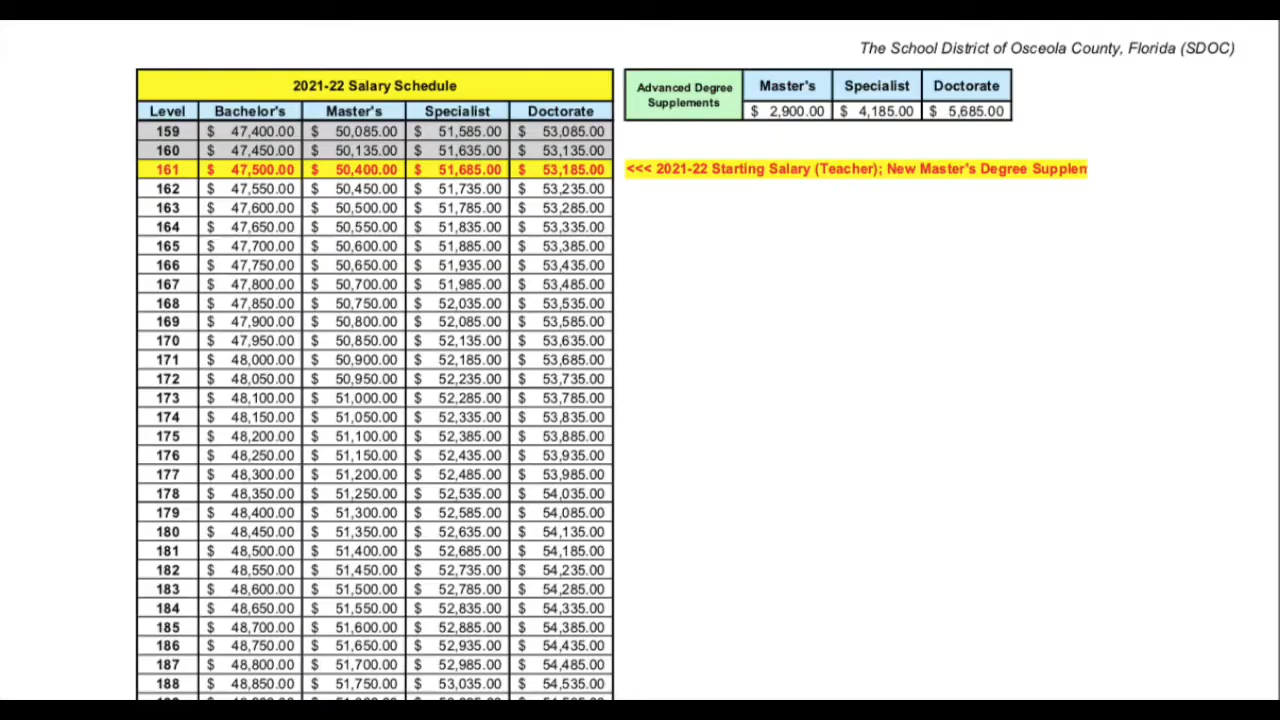 The School District of Osceola County, Florida (SDOC)
2021-22 Salary Schedule
Level Bachelor's Master's Specialist Doctorate
159 $ 47,400.00 $ 50,085.00 $ 51,585.00 $ 53,085.00
160 $ 47,450.00 $ 50,135.00 $ 51,635.00 $ 53,135.00
161 $ 47,500.00 $ 50,400.00 $ 51,685.00 $ 53,185.00
162 $ 47,550.00 $ 50,450.00 $ 51,735.00 $ 53,235.00
163 $ 47,600.00 $ 50,500.00 $ 51,785.00 $ 53,285.00
164 $ 47,650.00 $ 50,550.00 $ 51,835.00 $ 53,335.00
165 $ 47,700.00 $ 50,600.00 $ 51,885.00 $ 53,385.00
166 $ 47,750.00 $ 50,650.00 $ 51,935.00 $ 53,435.00
167 $ 47,800.00 $ 50,700.00 $ 51,985.00 $ 53,485.00
168 $ 47,850.00 $ 50,750.00 $ 52,035.00 $ 53,535.00
169 $ 47,900.00 $ 50,800.00 $ 52,085.00 $ 53,585.00
170 $ 47,950.00 $ 50,850.00 $ 52,135.00 $ 53,635.00
171 $ 48,000.00 $ 50,900.00 $ 52,185.00 $ 53,685.00
172 $ 48,050.00 $ 50,950.00 $ 52,235.00 $ 53,735.00
173 $ 48,100.00 $ 51,000.00 $ 52,285.00 $ 53,785.00
174 $ 48,150.00 $ 51,050.00 $ 52,335.00 $ 53,835.00
175 $ 48,200.00 $ 51,100.00 $ 52,385.00 $ 53,885.00
176 $ 48,250.00 $ 51,150.00 $ 52,435.00 $ 53,935.00
177 $ 48,300.00 $ 51,200.00 $ 52,485.00 $ 53,985.00
178 $ 48,350.00 $ 51,250.00 $ 52,535.00 $ 54,035.00
179 $ 48,400.00 $ 51,300.00 $ 52,585.00 $ 54,085.00
180 $ 48,450.00 $ 51,350.00 $ 52,635.00 $ 54,135.00
181 $ 48,500.00 $ 51,400.00 $ 52,685.00 $ 54,185.00
182 $ 48,550.00 $ 51,450.00 $ 52,735.00 $ 54,235.00
183 $ 48,600.00 $ 51,500.00 $ 52,785.00 $ 54,285.00
184 $ 48,650.00 $ 51,550.00 $ 52,835.00 $ 54,335.00
185 $ 48,700.00 $ 51,600.00 $ 52,885.00 $ 54,385.00
186 $ 48,750.00 $ 51,650.00 $ 52,935.00 $ 54,435.00
187 $ 48,800.00 $ 51,700.00 $ 52,985.00 $ 54,485.00
188 $ 48,850.00 $ 51,750.00 $ 53,035.00 $ 54,535.00
Advanced Degree
Supplements
Master's Specialist Doctorate
$ 2,900.00 $ 4,185.00 $ 5,685.00
<<< 2021-22 Starting Salary (Teacher); New Master's Degree Supplen